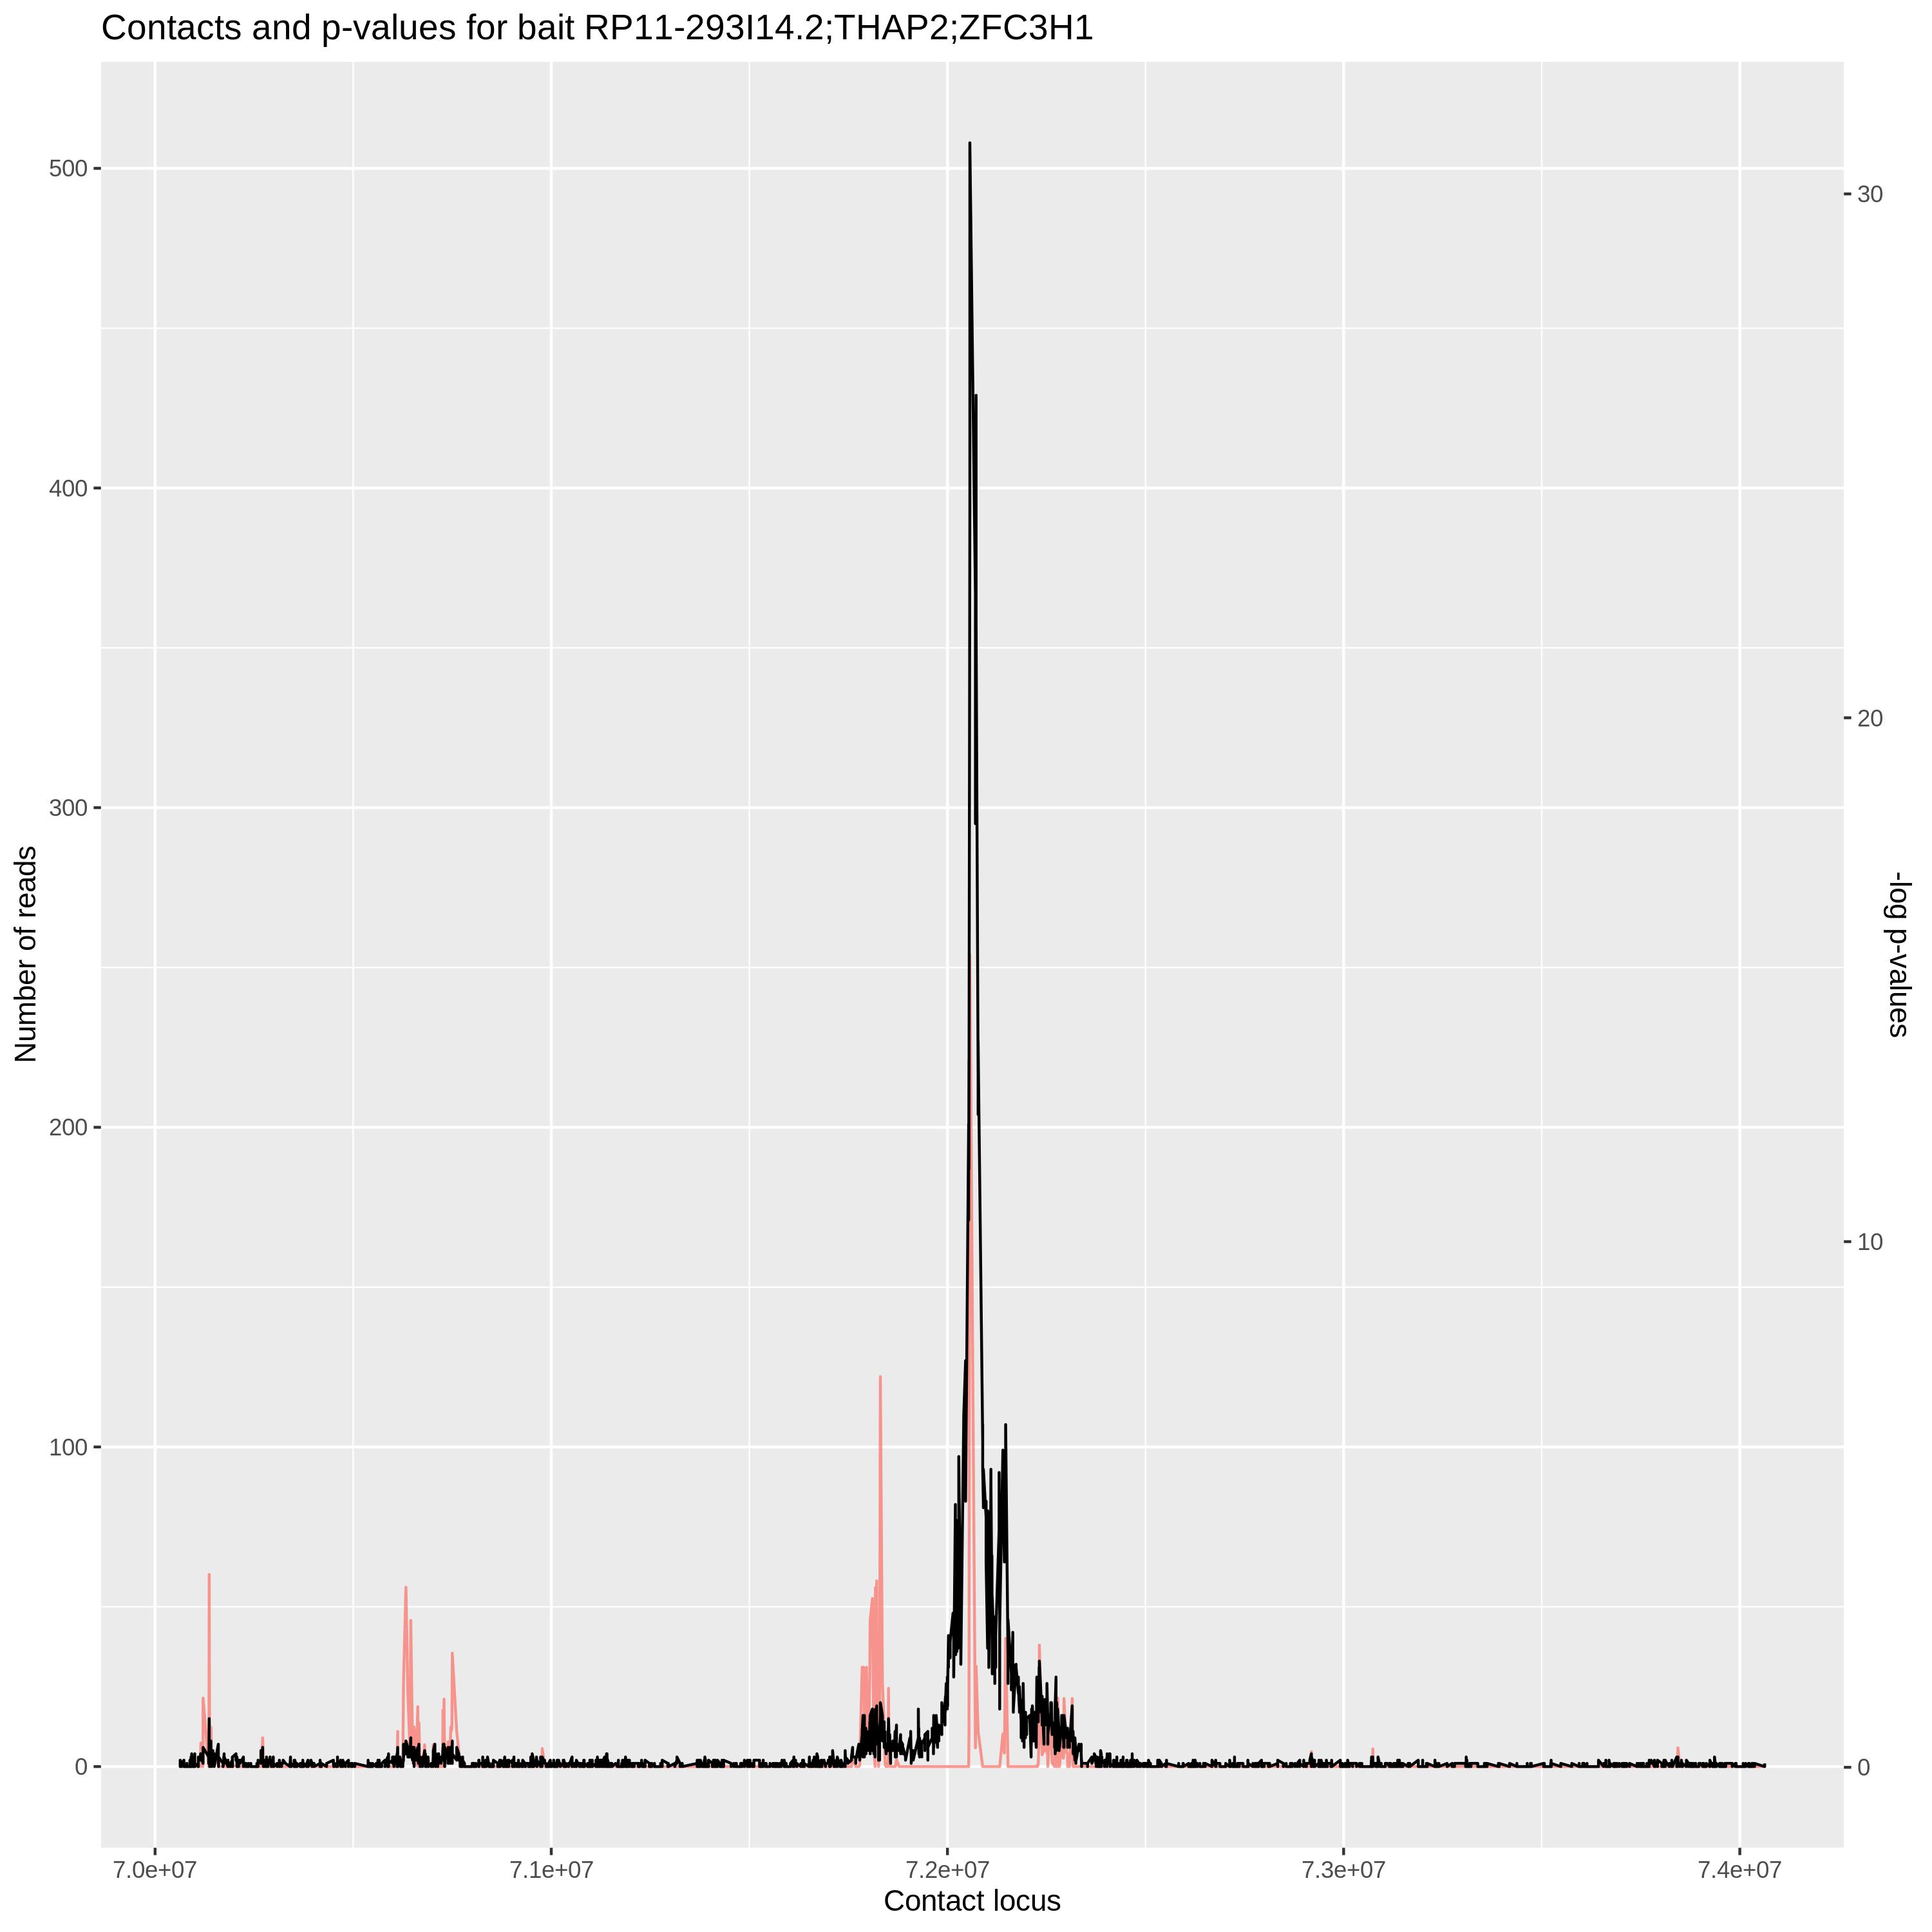 Contacts and p-values for bait RP11-293I14.2;THAP2;ZFC3H1
500
400
300
200
100
0
Number of reads
30
20
10
0
-log p-values
7.0e+07 7.1e+07 7.2e+07 7.3e+07 7.4e+07
Contact locus